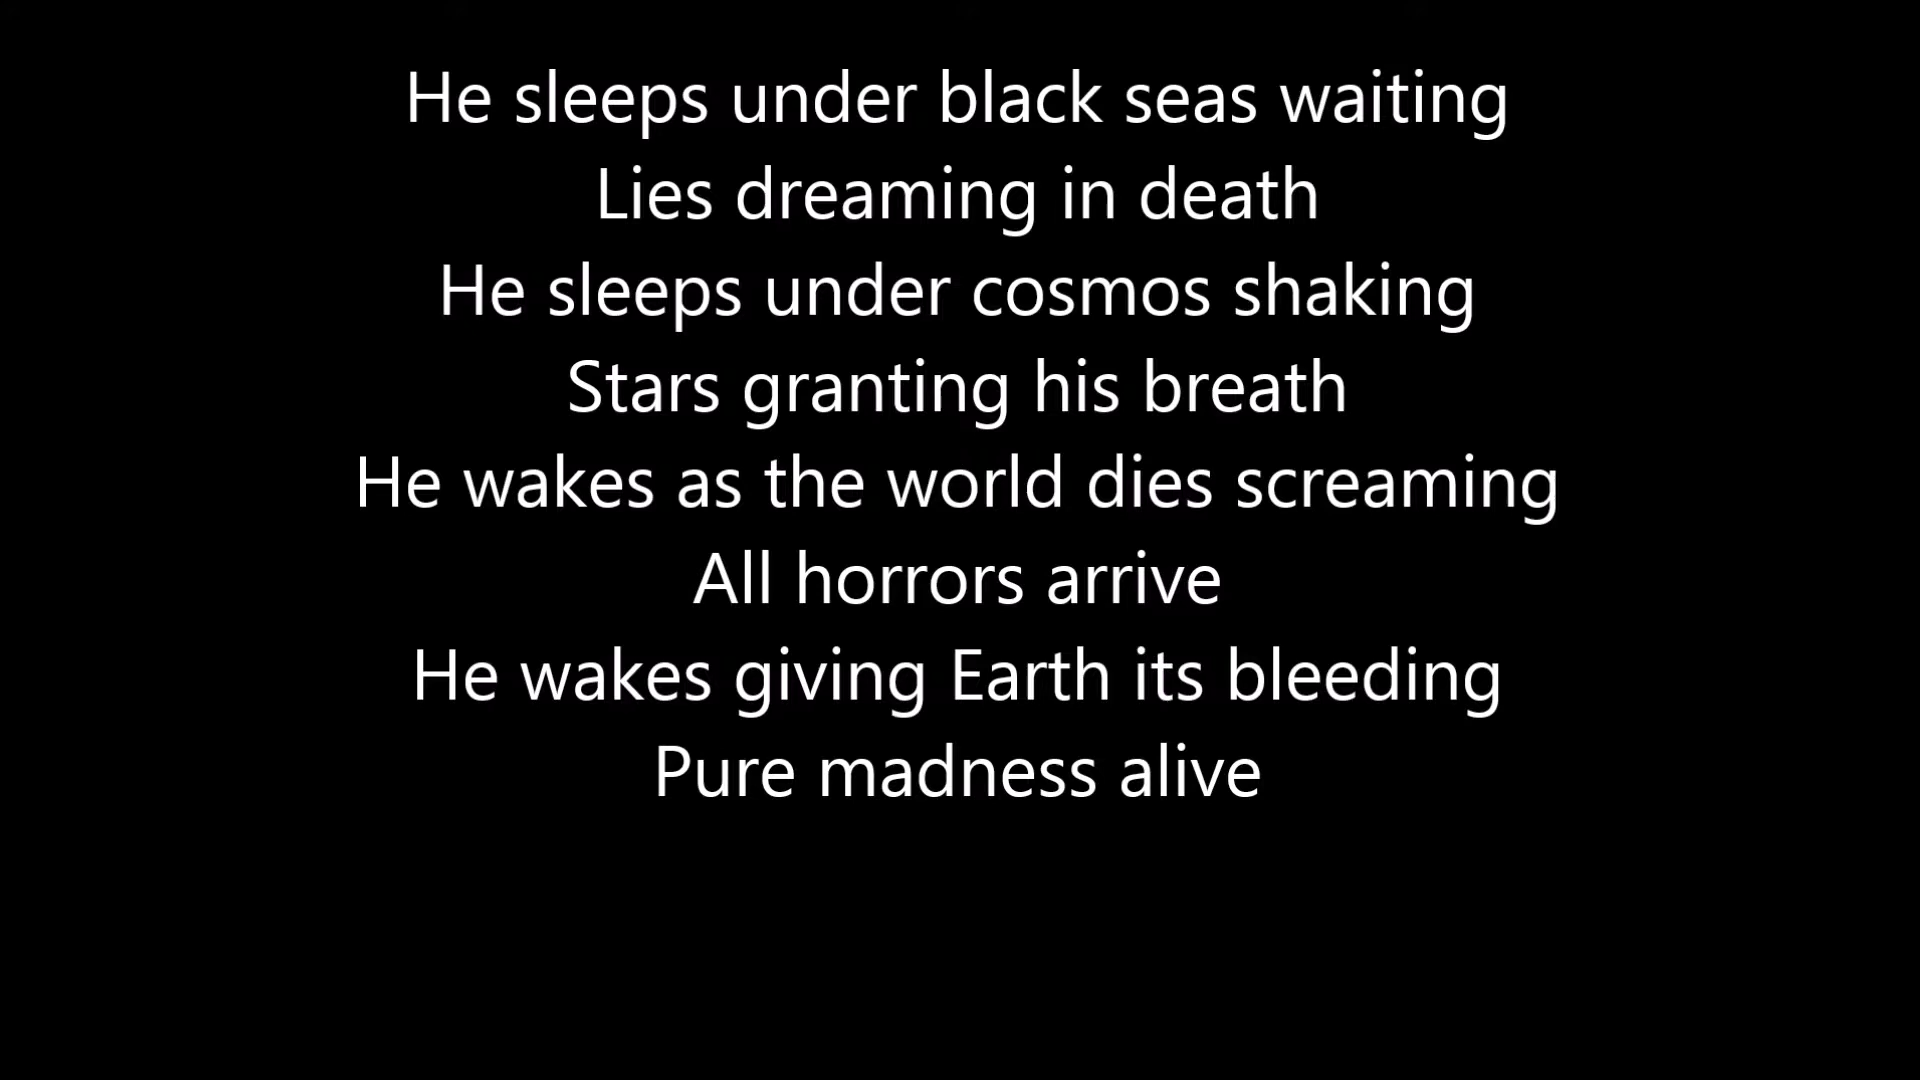 He sleeps under black seas waiting
Lies dreaming in death
He sleeps under cosmos shaking
Stars granting his breath
He wakes as the world dies screaming
All horrors arrive
He wakes giving Earth its bleeding
Pure madness alive